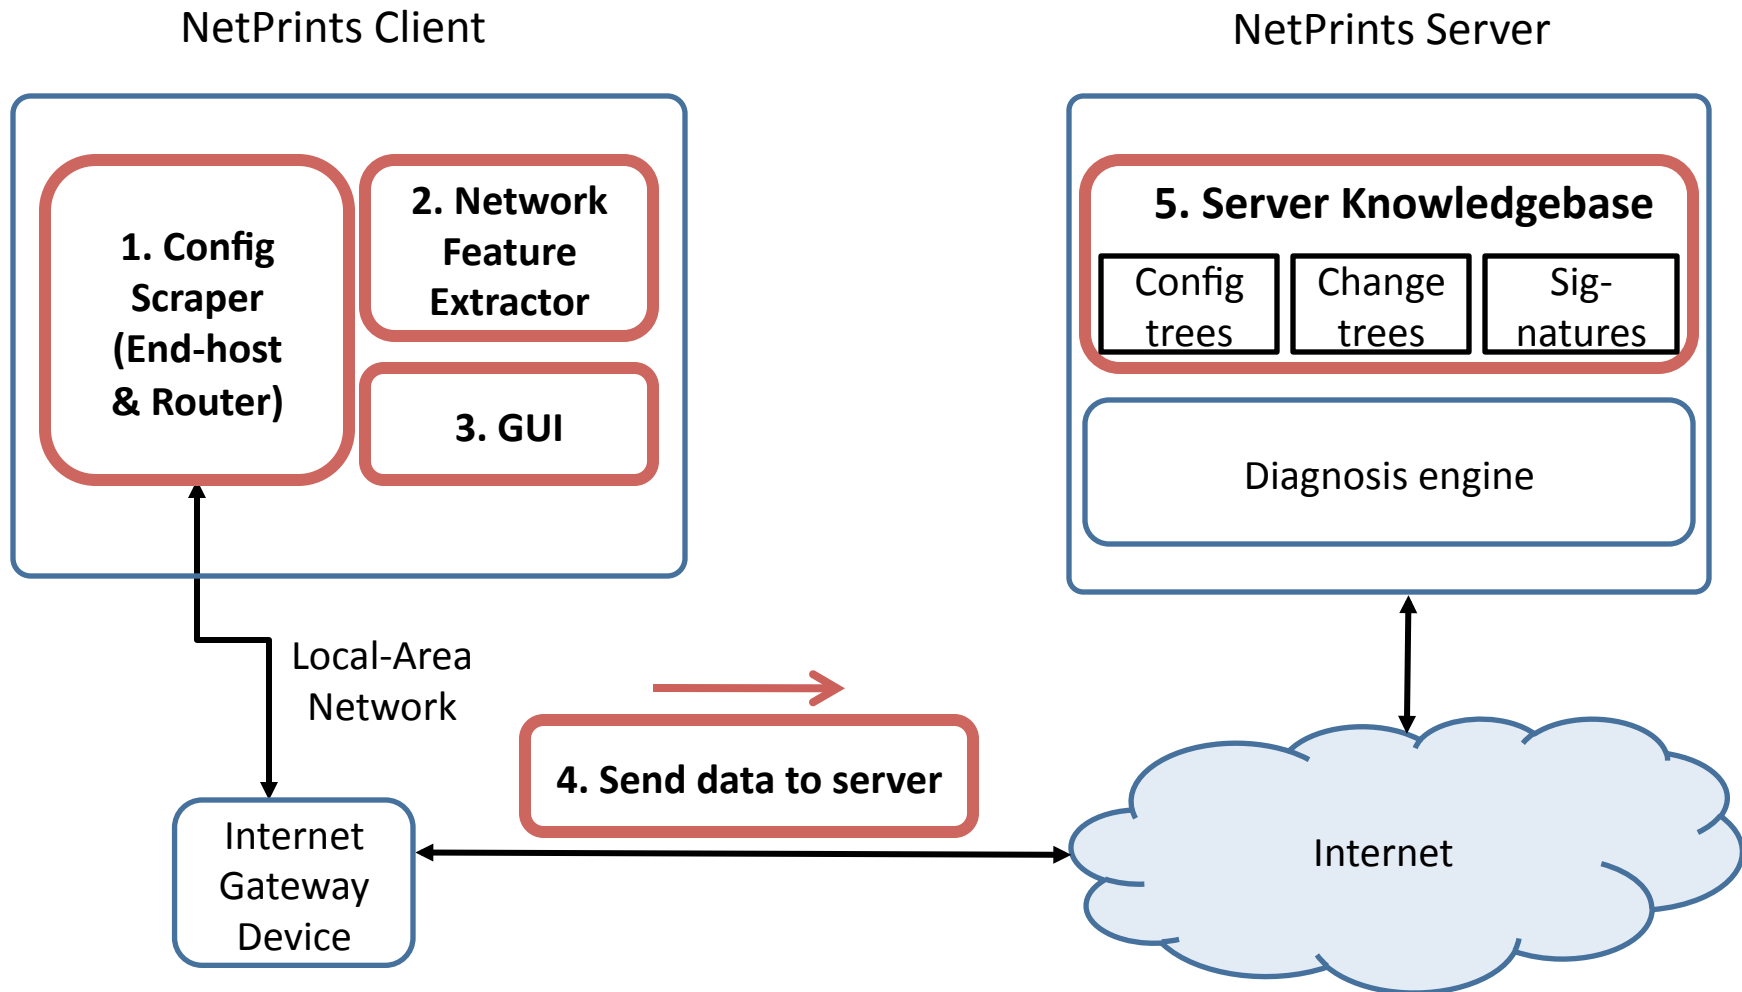 NetPrints Client
NetPrints Server
1. Config
Scraper
(End-host
& Router)
2. Network
Feature
Extractor
3. GUI
5. Server Knowledgebase
Config
trees
Change
trees
Sig-
natures
Diagnosis engine
Local-Area
Network
4. Send data to server
Internet
Gateway
Device
Internet